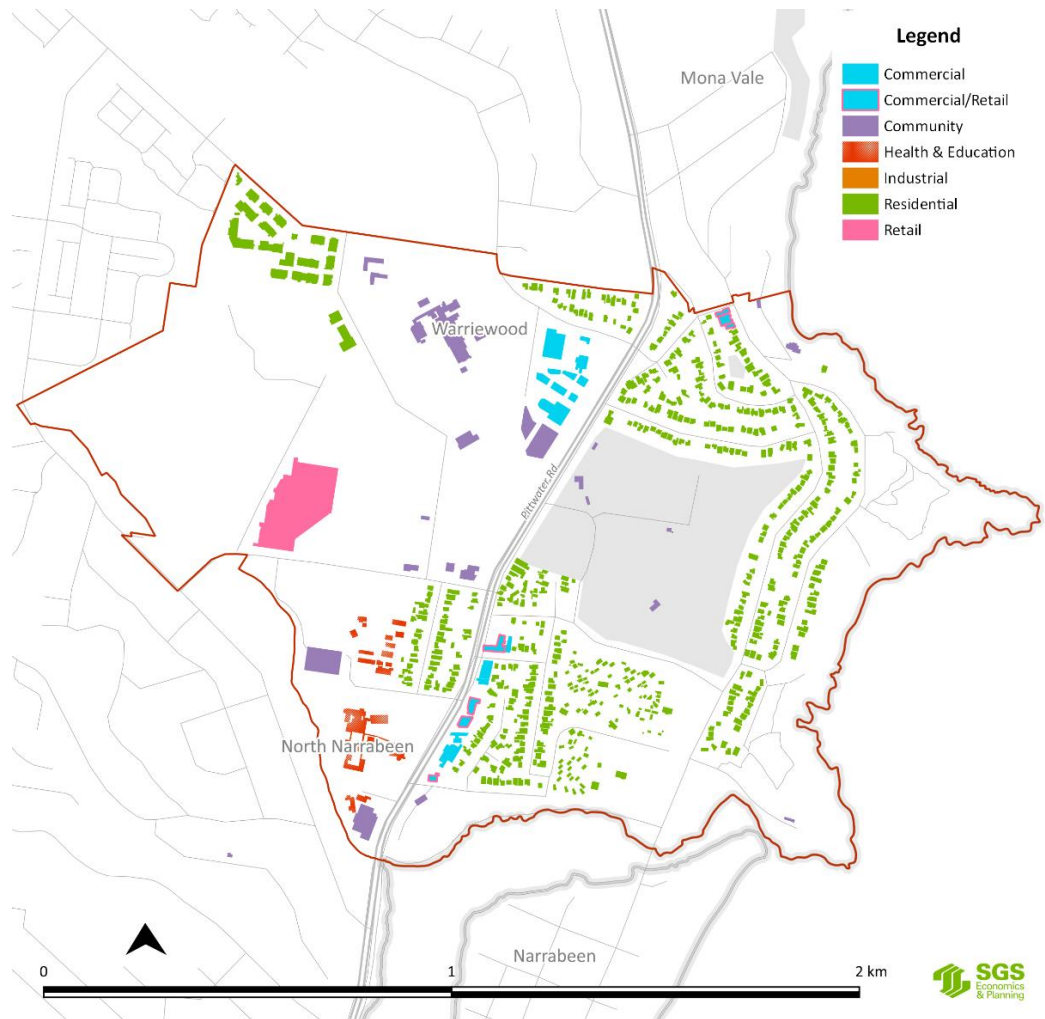 Legend
Commercial
Commercial/Retail
Community
Health & Education
Industrial
Residential
Retail
Mona Vale
Warriewood
Pittwater Rd
North Narrabeen
Narrabeen
0
1
2 km
SGS
Economics
& Planning